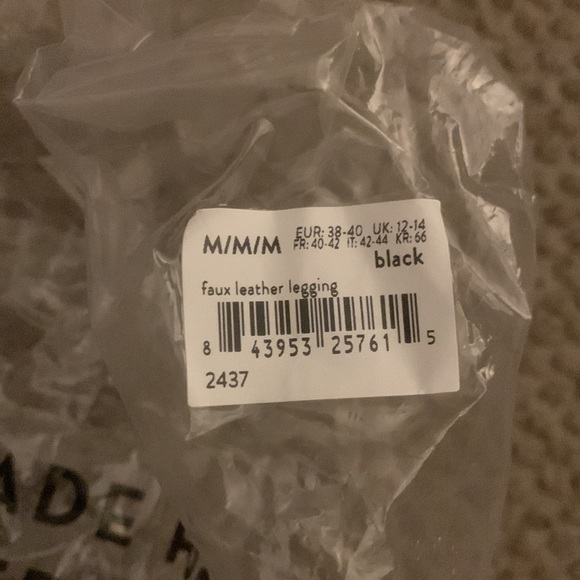 M/M/M
EUR: 38-40 UK: 12-14
FR: 40-42 IT: 42-44 KR: 66
black
faux leather legging
8 43953 25761 5
2437
ADE